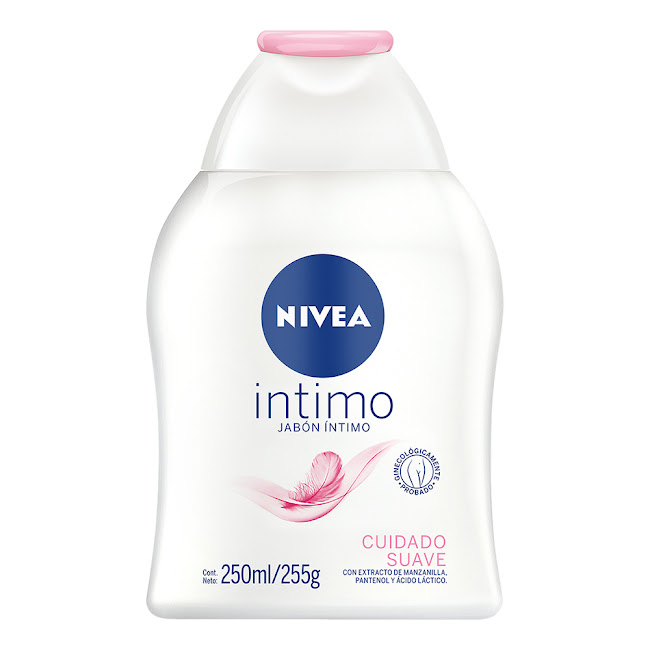 NIVEA
intimo
JABÓN ÍNTIMO
GINECOLÓGICAMENTE
• PROBADO •
CUIDADO
SUAVE
CON EXTRACTO DE MANZANILLA,
PANTENOL Y ÁCIDO LÁCTICO.
Cont.
Neto: 250ml/255g